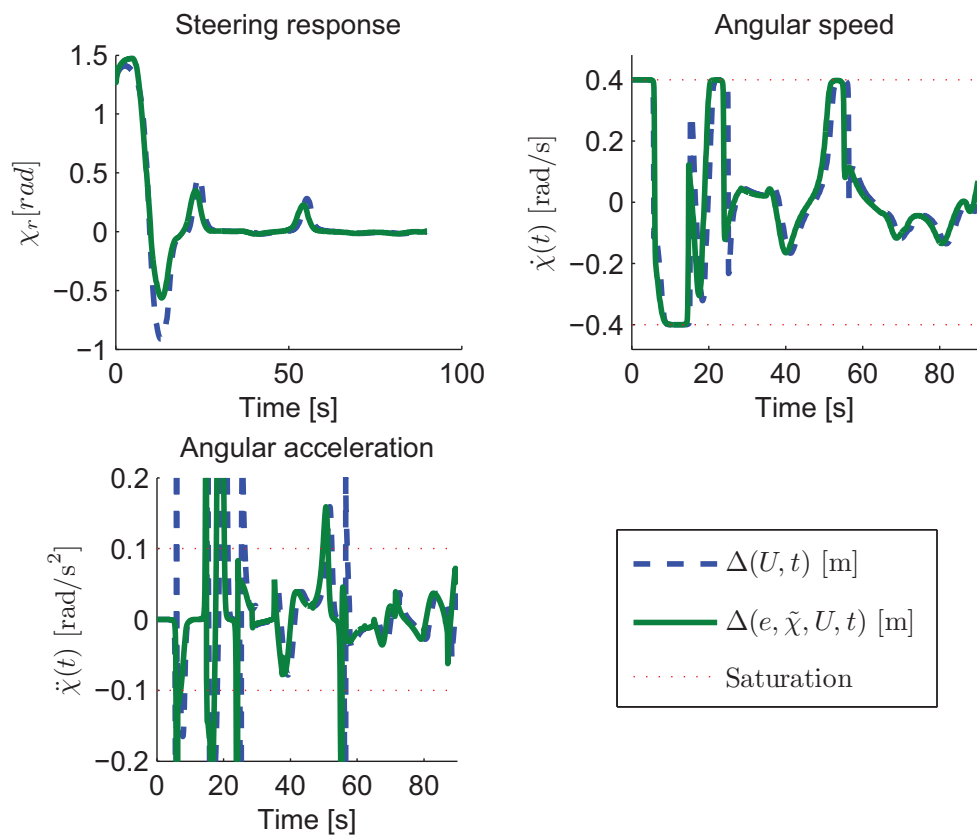 Steering response
1.5
1
0.5
0
−0.5
−1
χr[rad]
0 50 100
Time [s]
Angular speed
0.4
0.2
0
−0.2
−0.4
χ̇(t) [rad/s]
0 20 40 60 80
Time [s]
Angular acceleration
0.2
0.1
0
−0.1
−0.2
χ̈(t) [rad/s²]
0 20 40 60 80
Time [s]
Δ(U, t) [m]
Δ(e, χ̃, U, t) [m]
Saturation